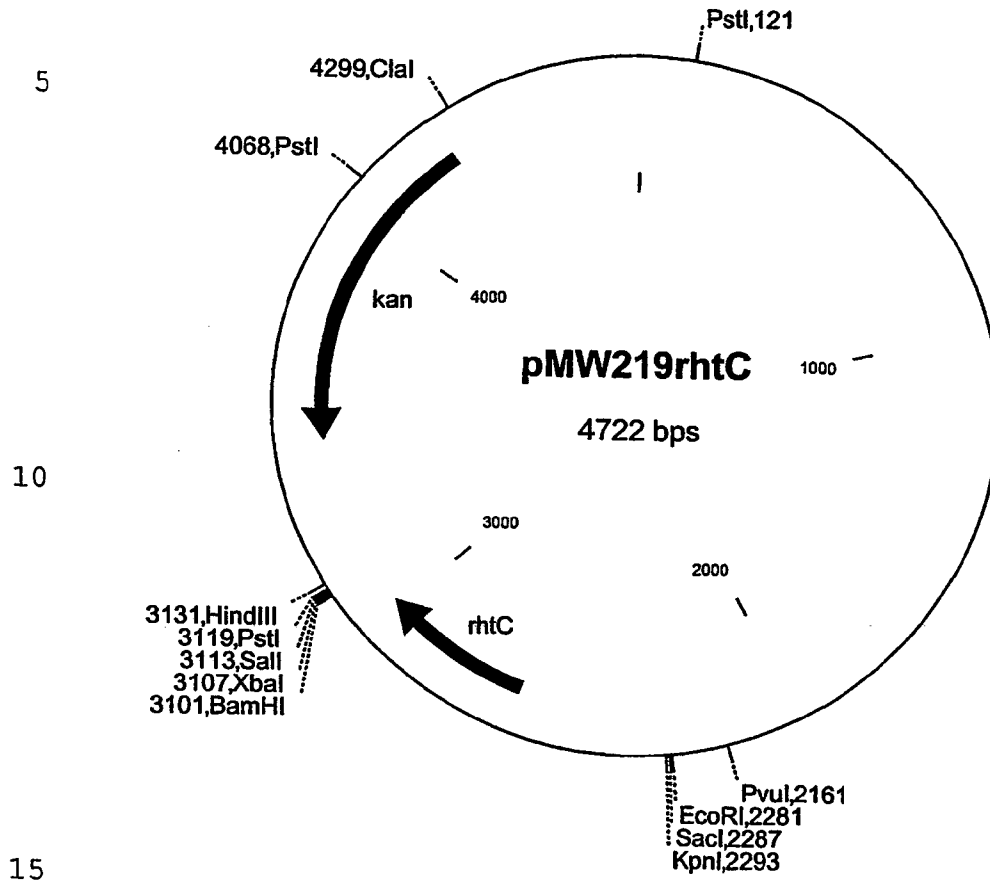 PstI,121
5
4299,ClaI
4068,PstI
kan
4000
pMW219rhtC
1000
4722 bps
10
3000
2000
3131,HindIII
rhtC
3119,PstI
3113,SalI
3107,XbaI
3101,BamHI
PvuI,2161
EcoRI,2281
SacI,2287
KpnI,2293
15